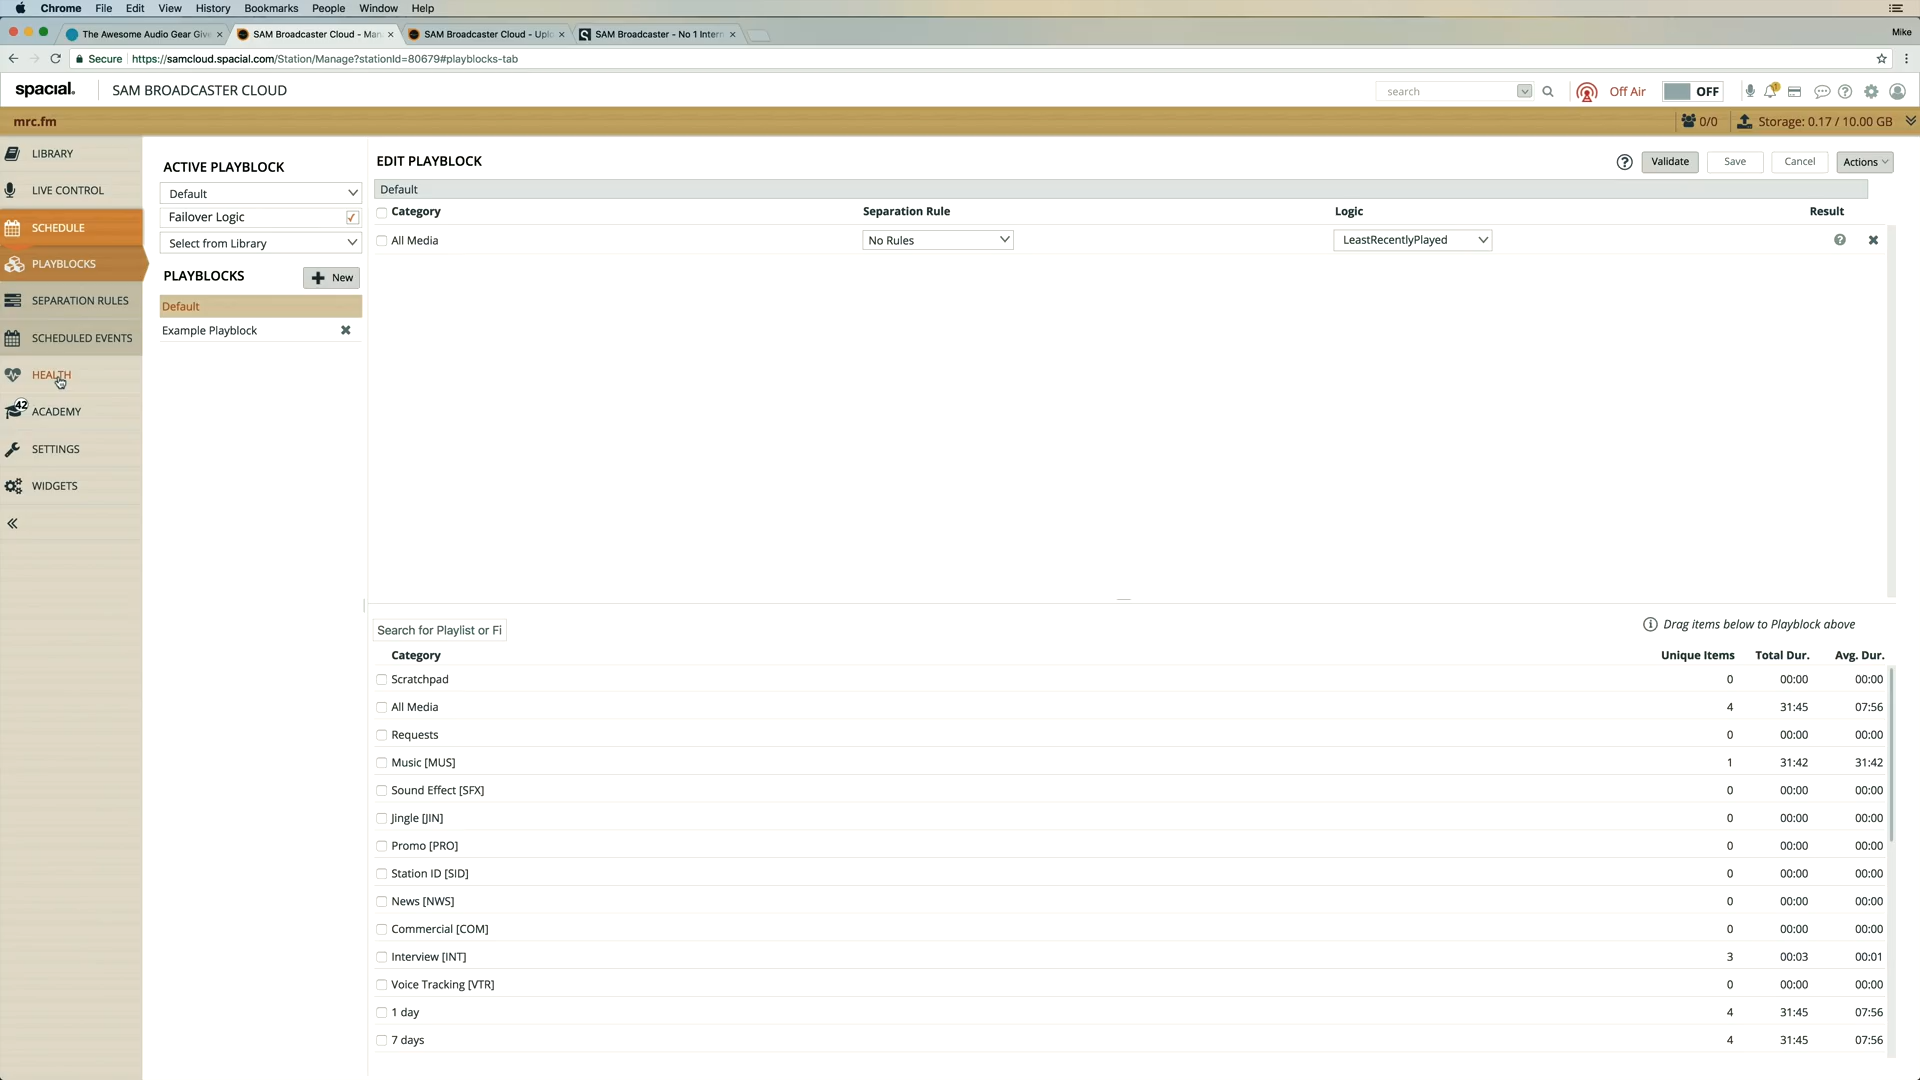 Chrome File Edit View History Bookmarks People Window Help
The Awesome Audio Gear Give × SAM Broadcaster Cloud - Man × SAM Broadcaster Cloud - Uplo × SAM Broadcaster - No 1 Intern × Mike
Secure https://samcloud.spacial.com/Station/Manage?stationId=80679#playblocks-tab
spacial. SAM BROADCASTER CLOUD search Off Air OFF
mrc.fm 0/0 Storage: 0.17 / 10.00 GB
LIBRARY
LIVE CONTROL
SCHEDULE
PLAYBLOCKS
SEPARATION RULES
SCHEDULED EVENTS
HEALTH
42 ACADEMY
SETTINGS
WIDGETS
ACTIVE PLAYBLOCK
Default
Failover Logic
Select from Library
PLAYBLOCKS New
Default
Example Playblock
EDIT PLAYBLOCK Validate Save Cancel Actions
Default
Category Separation Rule Logic Result
All Media No Rules LeastRecentlyPlayed
Search for Playlist or Fi Drag items below to Playblock above
Category Unique Items Total Dur. Avg. Dur.
Scratchpad 0 00:00 00:00
All Media 4 31:45 07:56
Requests 0 00:00 00:00
Music [MUS] 1 31:42 31:42
Sound Effect [SFX] 0 00:00 00:00
Jingle [JIN] 0 00:00 00:00
Promo [PRO] 0 00:00 00:00
Station ID [SID] 0 00:00 00:00
News [NWS] 0 00:00 00:00
Commercial [COM] 0 00:00 00:00
Interview [INT] 3 00:03 00:01
Voice Tracking [VTR] 0 00:00 00:00
1 day 4 31:45 07:56
7 days 4 31:45 07:56